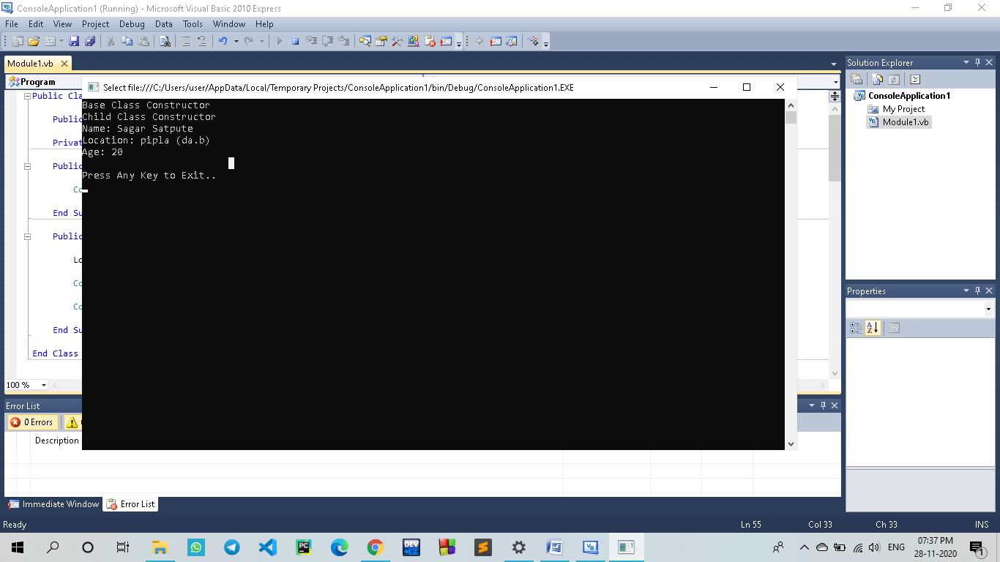 ConsoleApplication1 (Running) - Microsoft Visual Basic 2010 Express
File Edit View Project Debug Data Tools Window Help
Module1.vb
Program
Select file:///C:/Users/user/AppData/Local/Temporary Projects/ConsoleApplication1/bin/Debug/ConsoleApplication1.EXE
Base Class Constructor
Child Class Constructor
Name: Sagar Satpute
Location: pipla (da.b)
Age: 20
Press Any Key to Exit..
Public Cla
Public
Privat
Public
Co
End Su
Public
Lo
Co
Co
End Su
End Class
100 %
Solution Explorer
ConsoleApplication1
My Project
Module1.vb
Properties
Error List
0 Errors
Description
Immediate Window Error List
Ready Ln 55 Col 33 Ch 33 INS
ENG 07:37 PM
28-11-2020